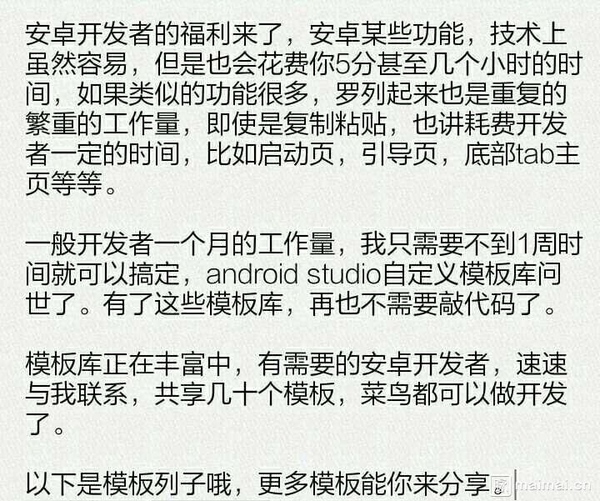 安卓开发者的福利来了，安卓某些功能，技术上
虽然容易，但是也会花费你5分甚至几个小时的时
间，如果类似的功能很多，罗列起来也是重复的
繁重的工作量，即使是复制粘贴，也讲耗费开发
者一定的时间，比如启动页，引导页，底部tab主
页等等。
一般开发者一个月的工作量，我只需要不到1周时
间就可以搞定，android studio自定义模板库问
世了。有了这些模板库，再也不需要敲代码了。
模板库正在丰富中，有需要的安卓开发者，速速
与我联系，共享几十个模板，菜鸟都可以做开发
了。
以下是模板列子哦，更多模板能你来分享。
maimai.cn